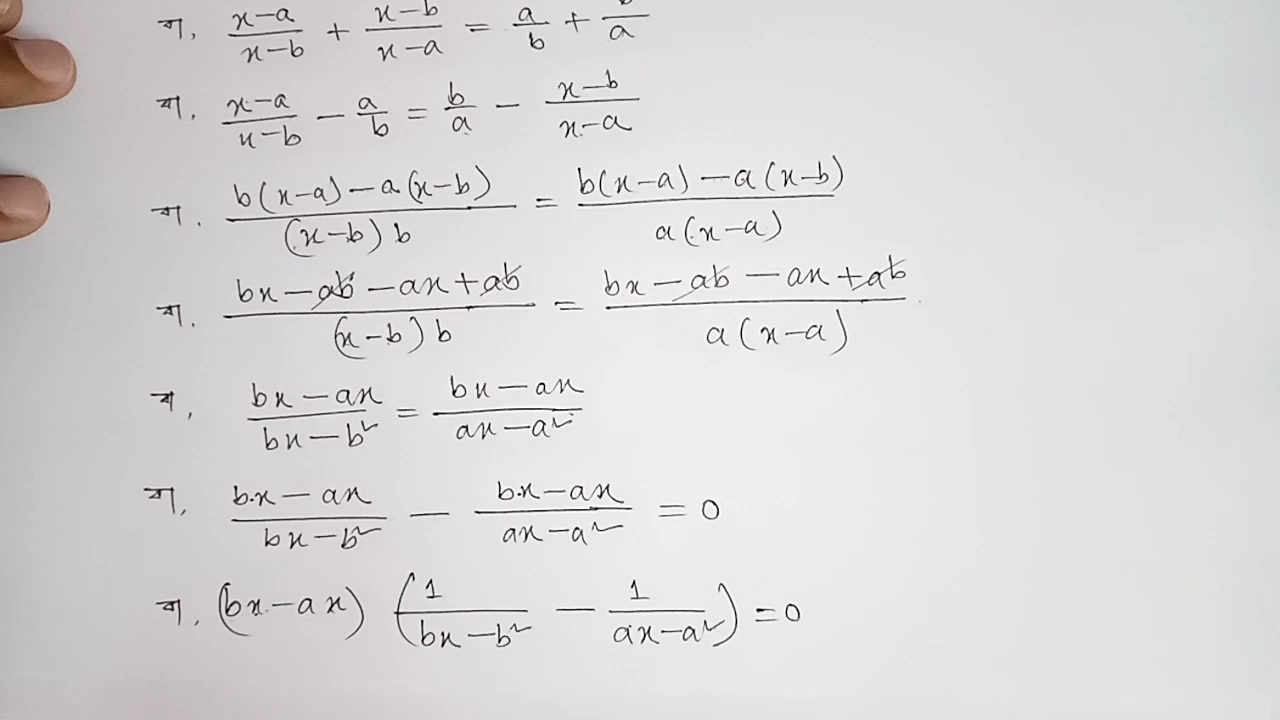 বা, (x-a)/(x-b) + (x-b)/(x-a) = a/b + b/a
বা, (x-a)/(x-b) - a/b = b/a - (x-b)/(x-a)
বা, (b(x-a)-a(x-b))/((x-b)b) = (b(x-a)-a(x-b))/(a(x-a))
বা, (bx-ab-ax+ab)/((x-b)b) = (bx-ab-ax+ab)/(a(x-a))
বা, (bx-ax)/(bx-b²) = (bx-ax)/(ax-a²)
বা, (bx-ax)/(bx-b²) - (bx-ax)/(ax-a²) = 0
বা, (bx-ax) (1/(bx-b²) - 1/(ax-a²)) = 0